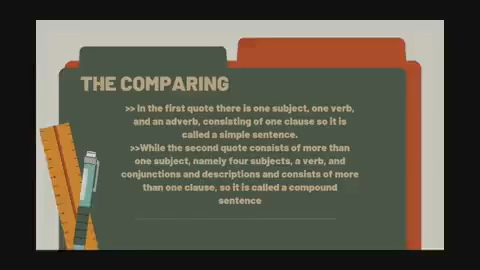 THE COMPARING
>> In the first quote there is one subject, one verb,
and an adverb, consisting of one clause so it is
called a simple sentence.
>>While the second quote consists of more than
one subject, namely four subjects, a verb, and
conjunctions and descriptions and consists of more
than one clause, so it is called a compound
sentence